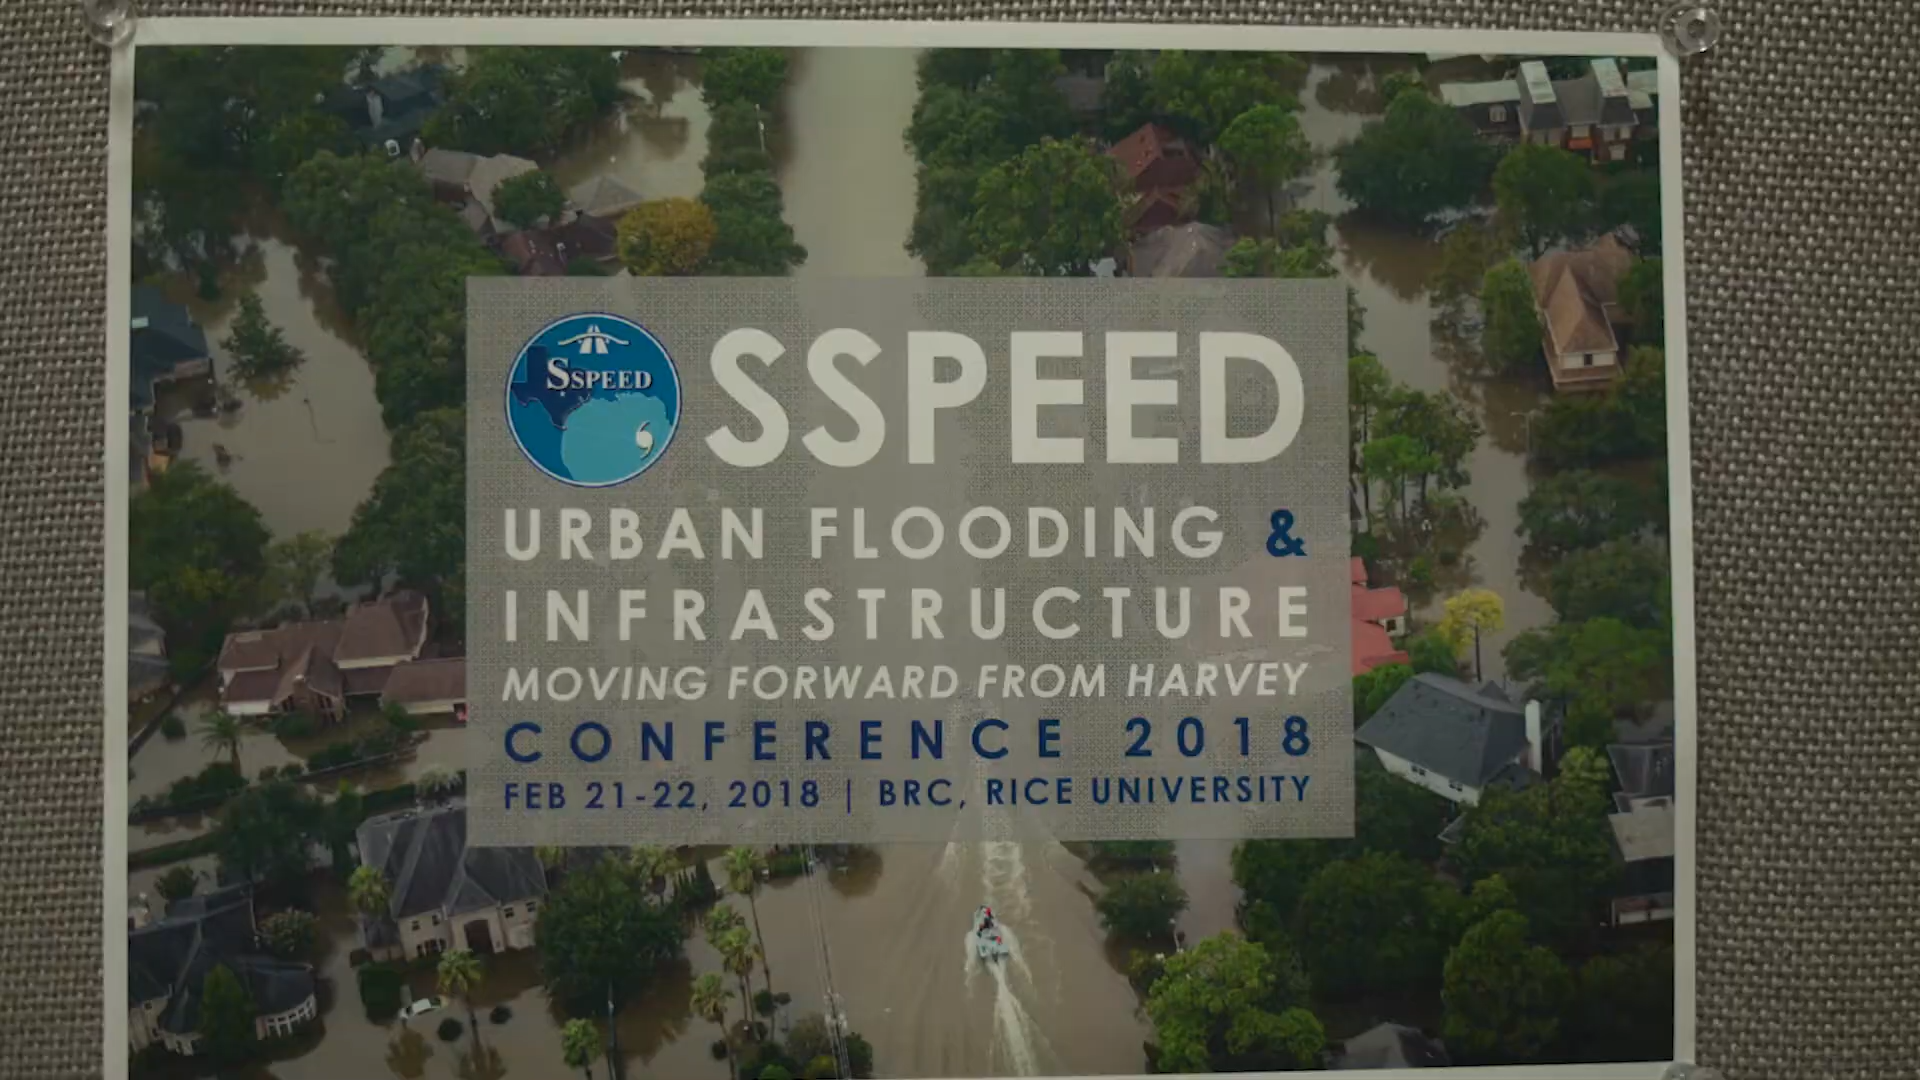 SSPEED
SSPEED
URBAN FLOODING &
INFRASTRUCTURE
MOVING FORWARD FROM HARVEY
CONFERENCE 2018
FEB 21-22, 2018 | BRC, RICE UNIVERSITY